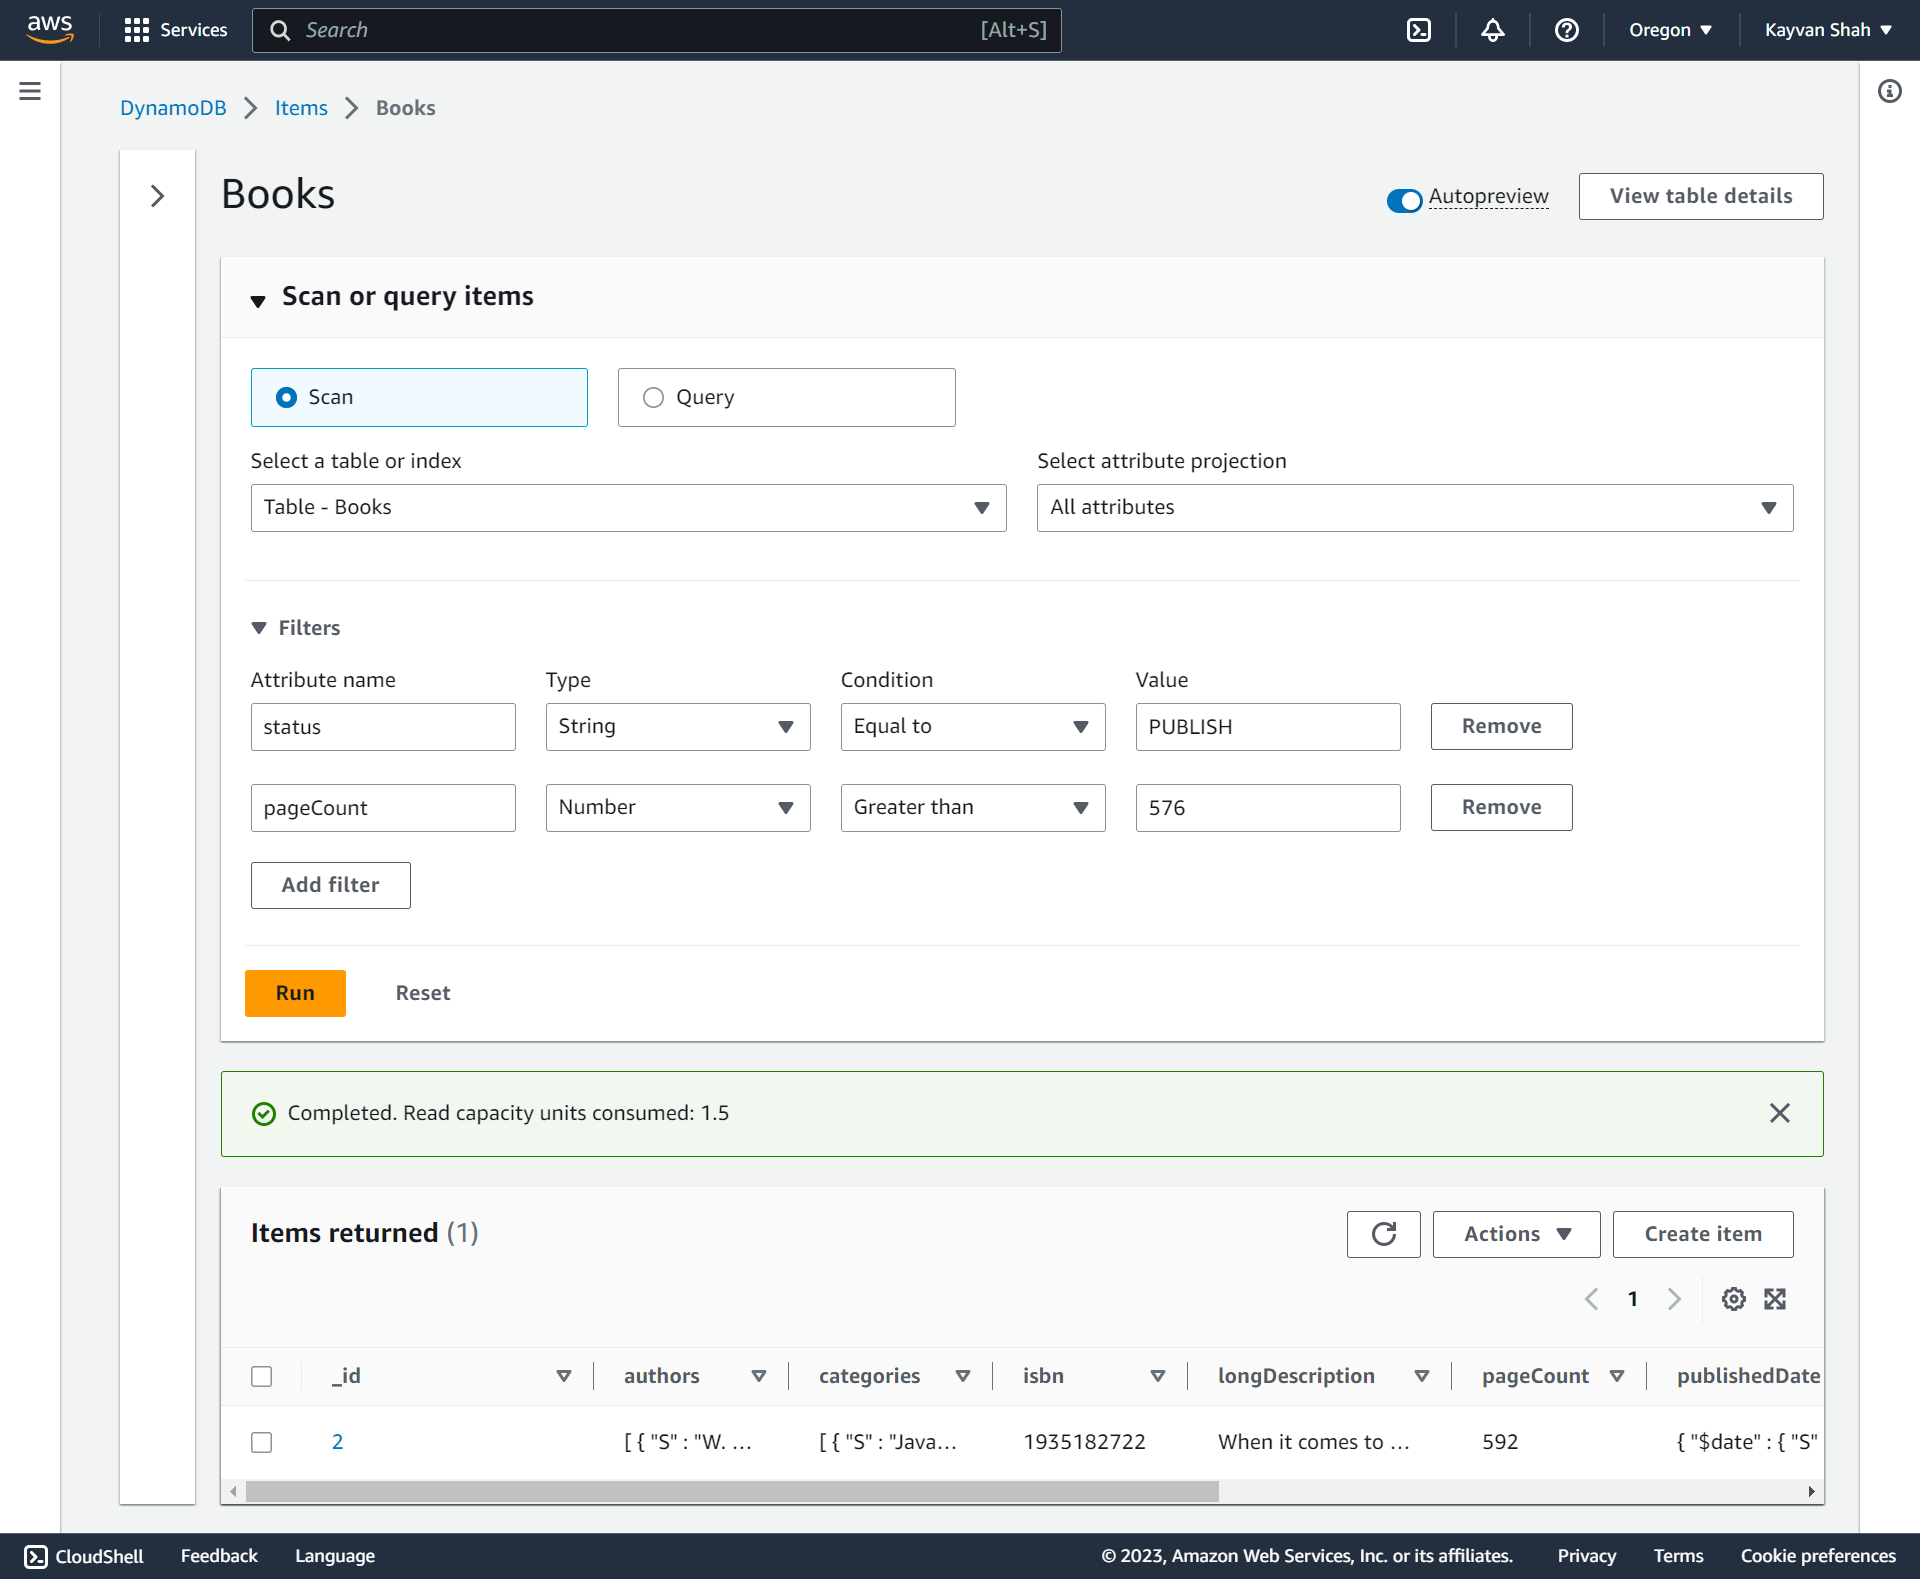 aws Services Search [Alt+S] Oregon Kayvan Shah
DynamoDB Items Books
Books
Autopreview View table details
Scan or query items
Scan Query
Select a table or index Select attribute projection
Table - Books All attributes
Filters
Attribute name Type Condition Value
status String Equal to PUBLISH Remove
pageCount Number Greater than 576 Remove
Add filter
Run Reset
Completed. Read capacity units consumed: 1.5
Items returned (1) Actions Create item
1
_id authors categories isbn longDescription pageCount publishedDate
2 [ { "S" : "W. ... [ { "S" : "Java... 1935182722 When it comes to ... 592 { "$date" : { "S"
CloudShell Feedback Language © 2023, Amazon Web Services, Inc. or its affiliates. Privacy Terms Cookie preferences